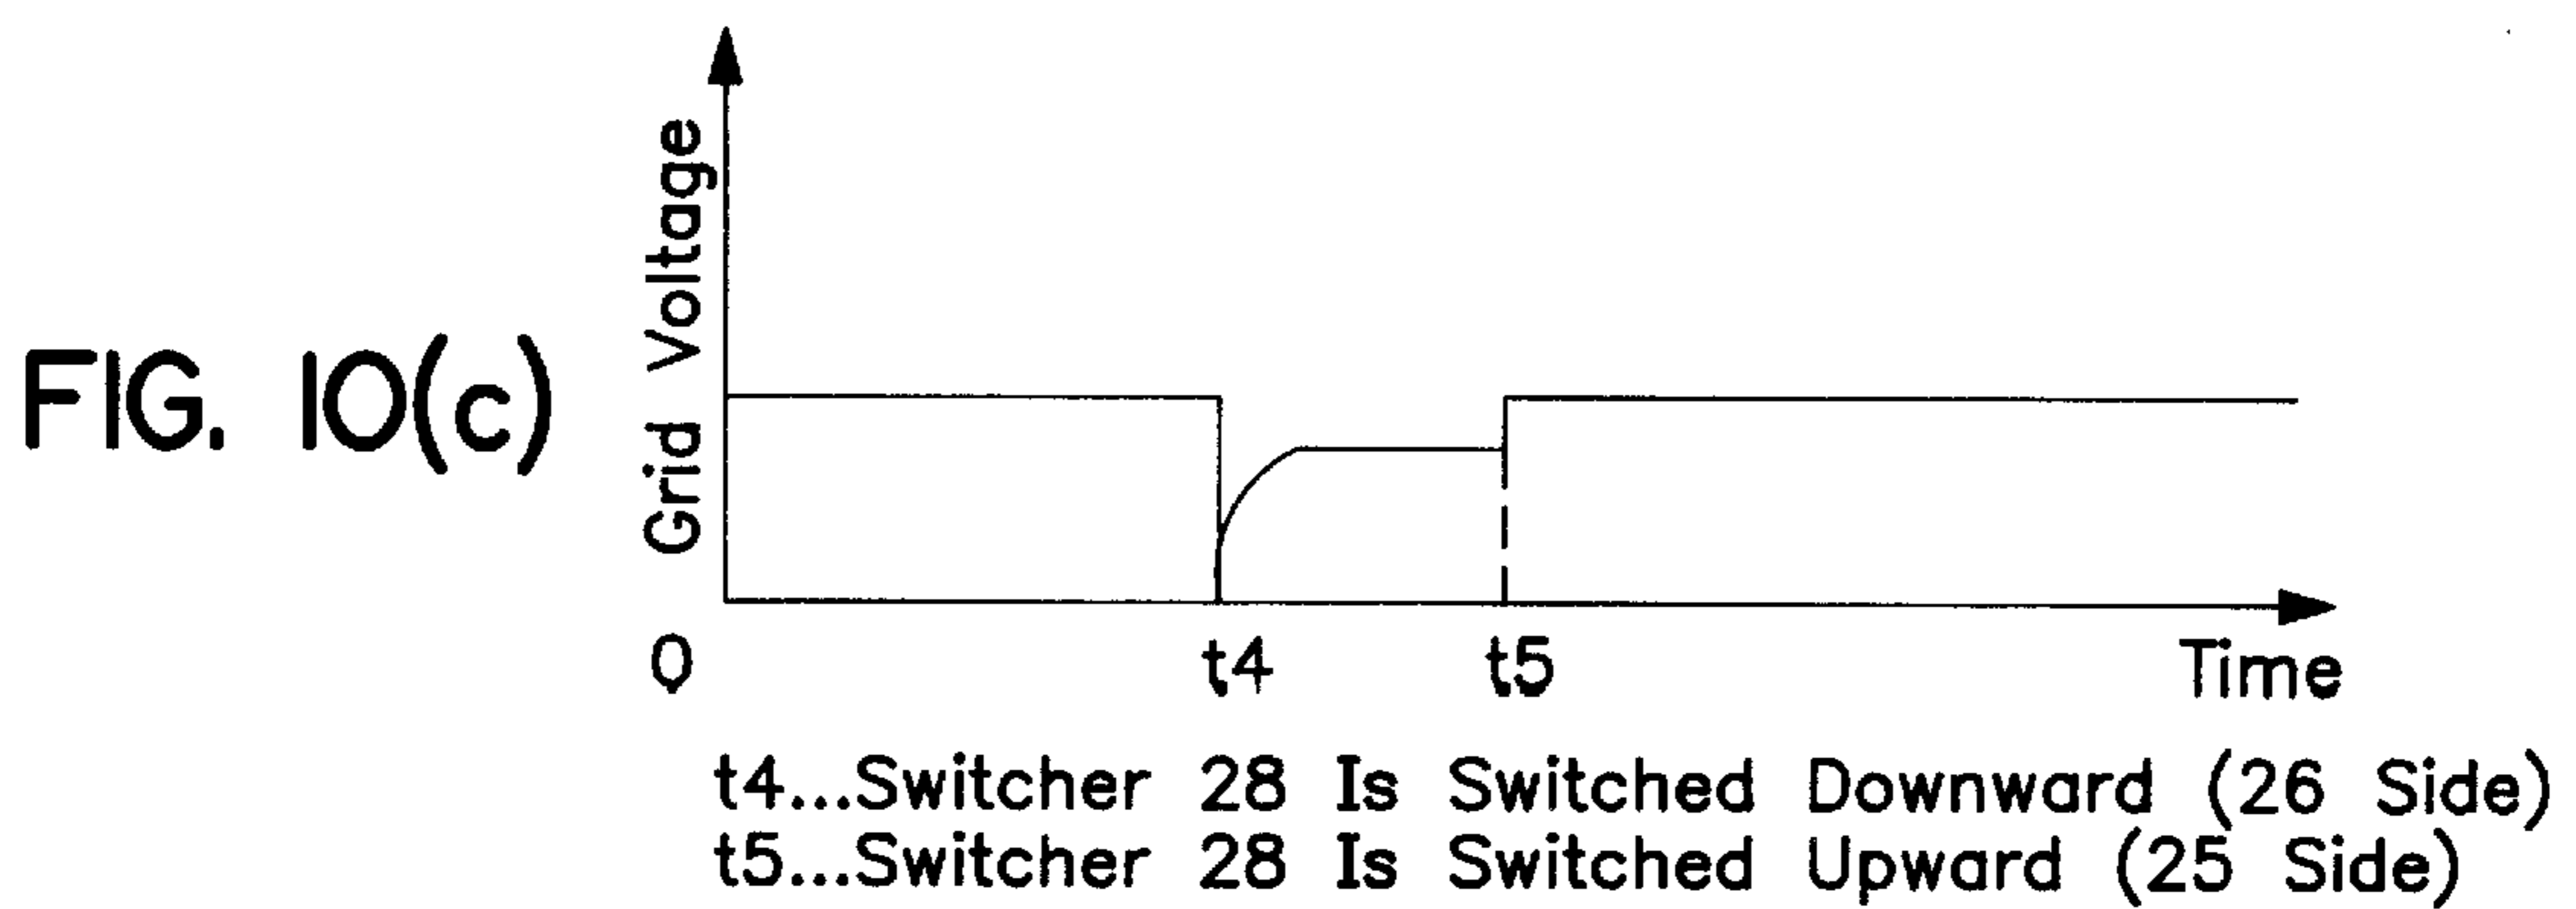 FIG. 10(c)
Grid Voltage
0
t4
t5
Time
t4...Switcher 28 Is Switched Downward (26 Side)
t5...Switcher 28 Is Switched Upward (25 Side)